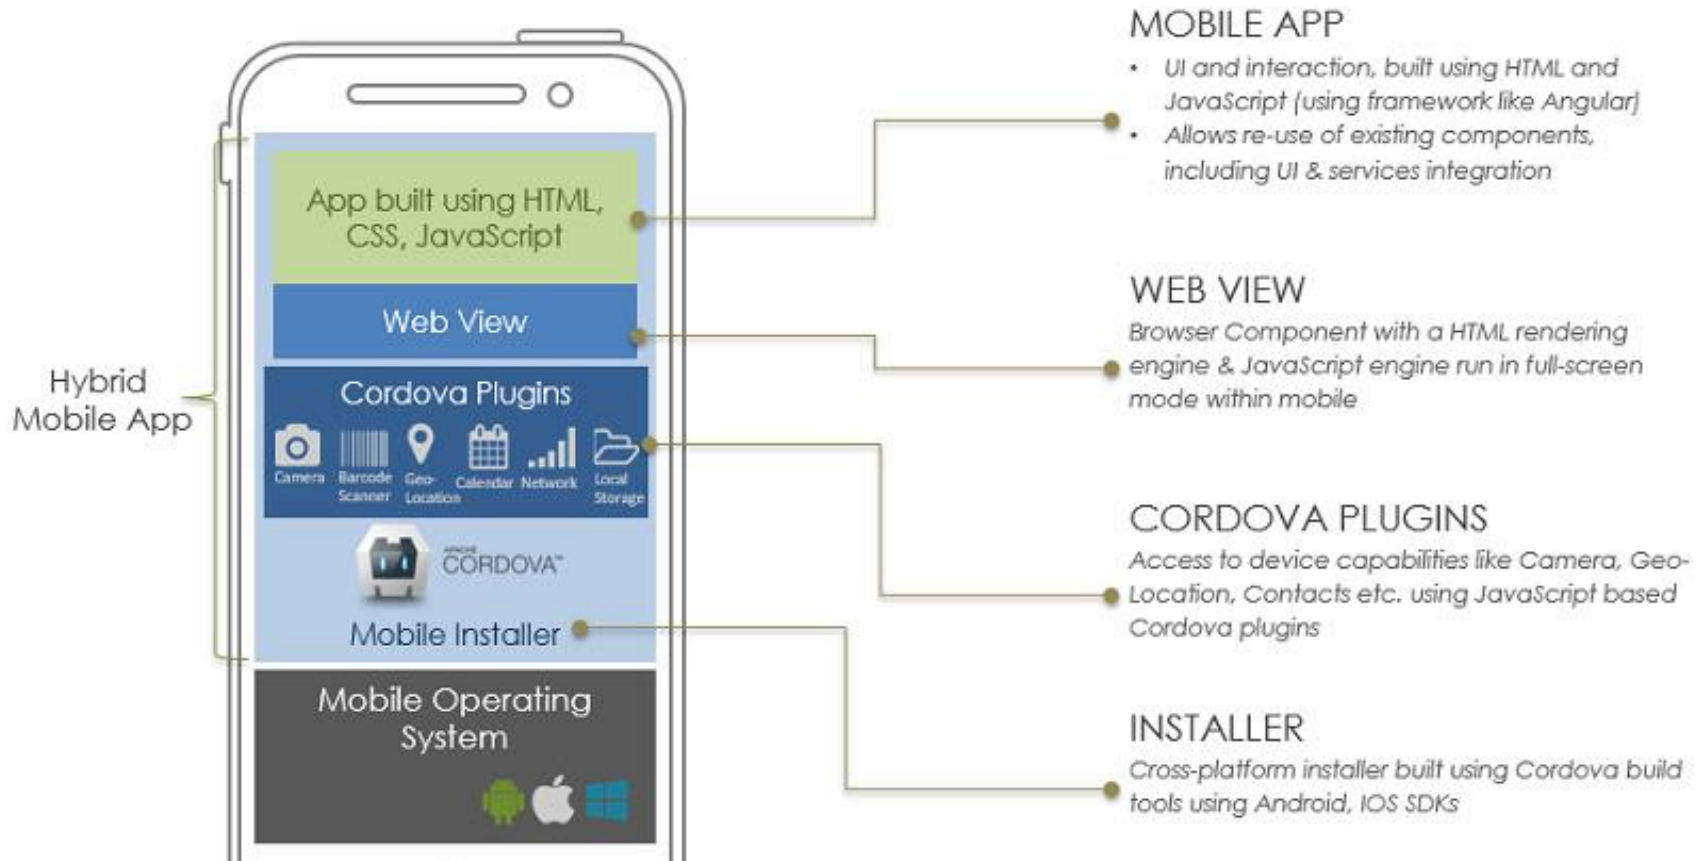 MOBILE APP
• UI and interaction, built using HTML and
JavaScript (using framework like Angular)
• Allows re-use of existing components,
including UI & services integration
App built using HTML,
CSS, JavaScript
WEB VIEW
Browser Component with a HTML rendering
engine & JavaScript engine run in full-screen
mode within mobile
Web View
Hybrid
Mobile App
Cordova Plugins
Camera
Barcode
Scanner
Geo-
Location
Calendar
Network
Local
Storage
CORDOVA PLUGINS
Access to device capabilities like Camera, Geo-
Location, Contacts etc. using JavaScript based
Cordova plugins
APACHE
CORDOVA™
Mobile Installer
Mobile Operating
System
INSTALLER
Cross-platform installer built using Cordova build
tools using Android, IOS SDKs